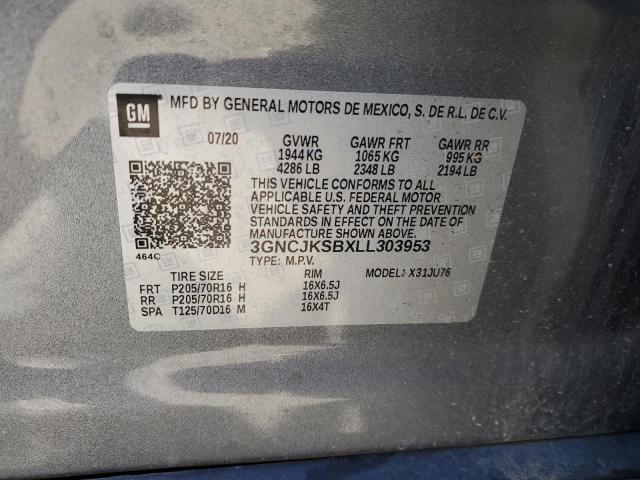 GM
MFD BY GENERAL MOTORS DE MEXICO, S. DE R.L. DE C.V.
07/20 GVWR GAWR FRT GAWR RR
1944 KG 1065 KG 995 KG
4286 LB 2348 LB 2194 LB
THIS VEHICLE CONFORMS TO ALL
APPLICABLE U.S. FEDERAL MOTOR
VEHICLE SAFETY AND THEFT PREVENTION
STANDARDS IN EFFECT ON THE DATE OF
MANUFACTURE SHOWN ABOVE.
3GNCJKSBXLL303953
464C
TYPE: M.P.V.
TIRE SIZE RIM MODEL: X31JU76
FRT P205/70R16 H 16X6.5J
RR P205/70R16 H 16X6.5J
SPA T125/70D16 M 16X4T